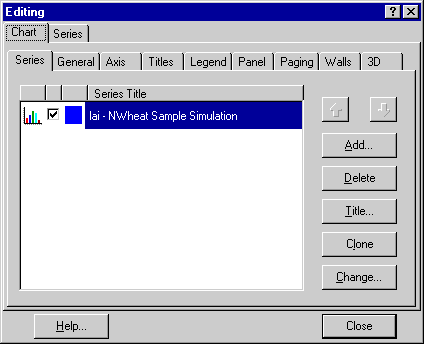 Editing
Chart Series
Series General Axis Titles Legend Panel Paging Walls 3D
Series Title
lai - NWheat Sample Simulation
Add...
Delete
Title...
Clone
Change...
Help... Close